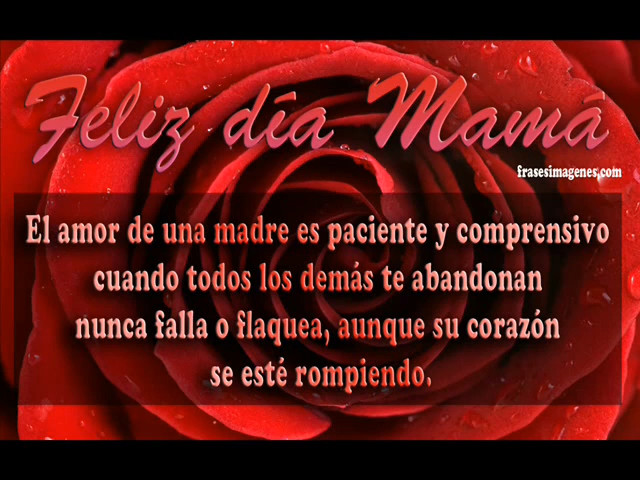 Feliz día Mamá
frasesimagenes.com
El amor de una madre es paciente y comprensivo
cuando todos los demás te abandonan
nunca falla o flaquea, aunque su corazón
se esté rompiendo.